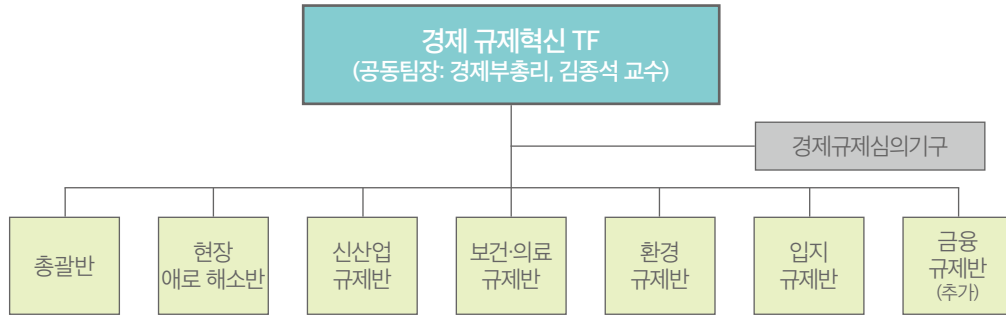 경제 규제혁신 TF
(공동팀장: 경제부총리, 김종석 교수)
경제규제심의기구
총괄반
현장
애로 해소반
신산업
규제반
보건·의료
규제반
환경
규제반
입지
규제반
금융
규제반
(추가)